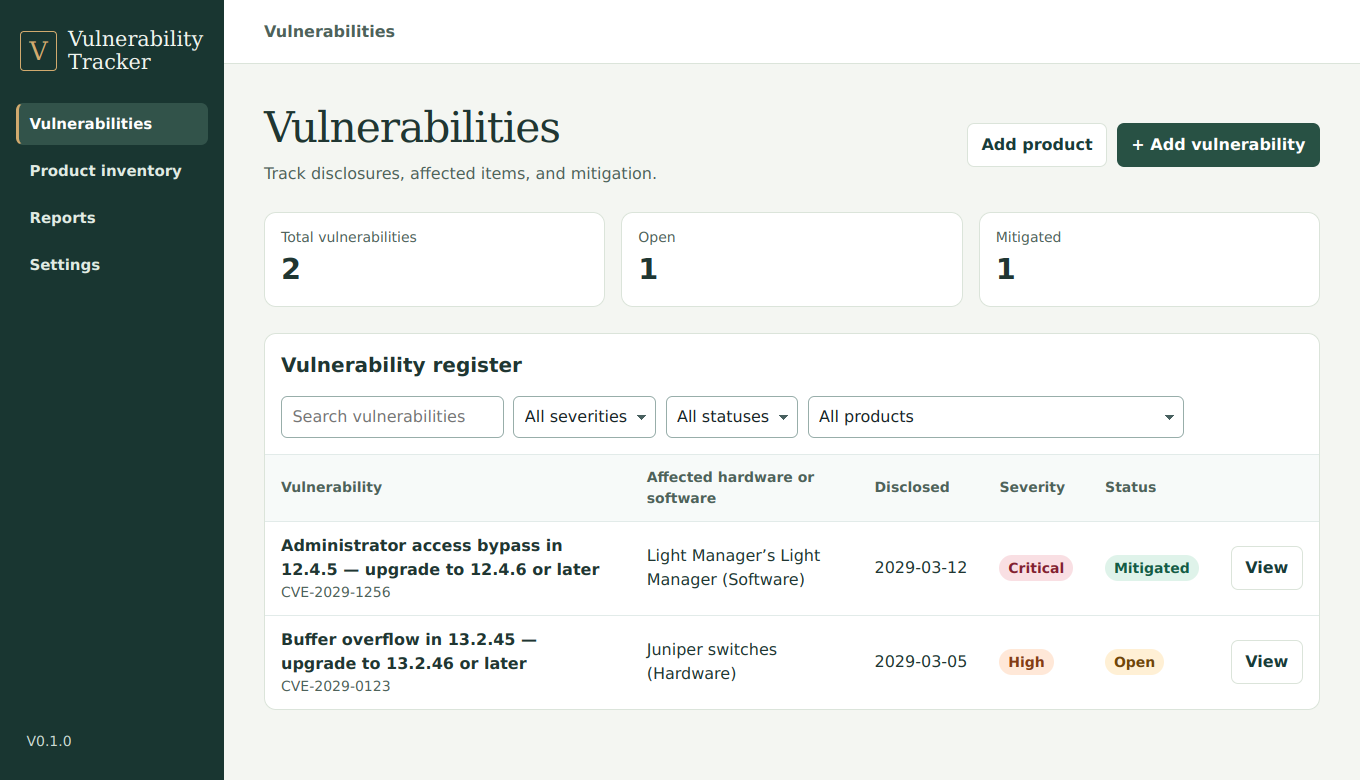 V
Vulnerability
Tracker
Vulnerabilities
Product inventory
Reports
Settings
V0.1.0
Vulnerabilities
Vulnerabilities
Track disclosures, affected items, and mitigation.
Add product
+ Add vulnerability
Total vulnerabilities
2
Open
1
Mitigated
1
Vulnerability register
Search vulnerabilities
All severities
All statuses
All products
Vulnerability
Affected hardware or
software
Disclosed
Severity
Status
Administrator access bypass in
12.4.5 — upgrade to 12.4.6 or later
CVE-2029-1256
Light Manager’s Light
Manager (Software)
2029-03-12
Critical
Mitigated
View
Buffer overflow in 13.2.45 —
upgrade to 13.2.46 or later
CVE-2029-0123
Juniper switches
(Hardware)
2029-03-05
High
Open
View